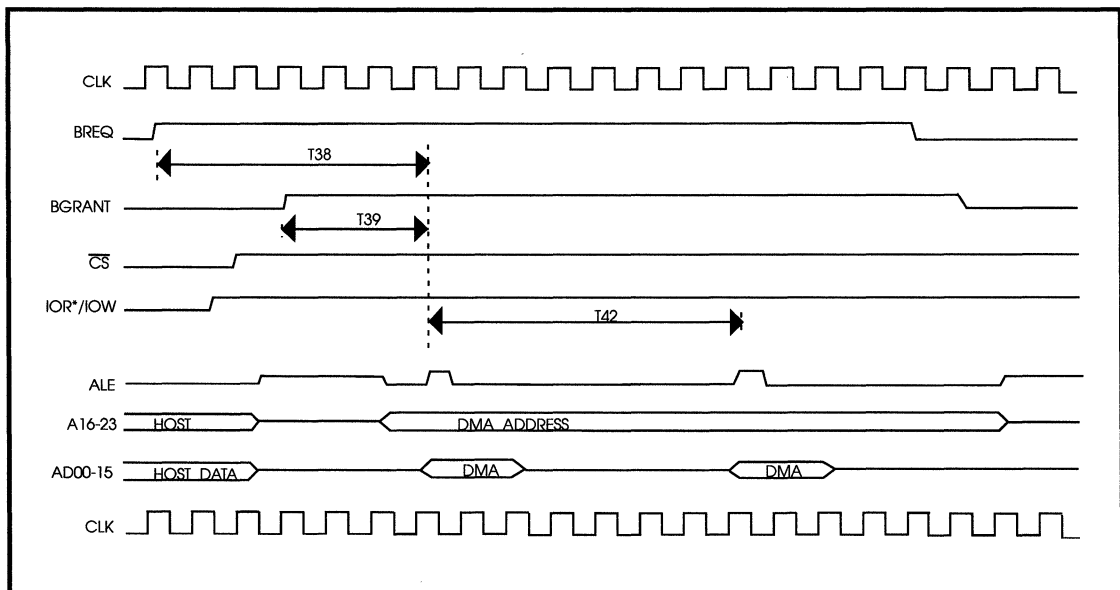 CLK
BREQ
T38
BGRANT
T39
CS
IOR*/IOW
T42
ALE
A16-23 HOST DMA ADDRESS
AD00-15 HOST DATA DMA DMA
CLK